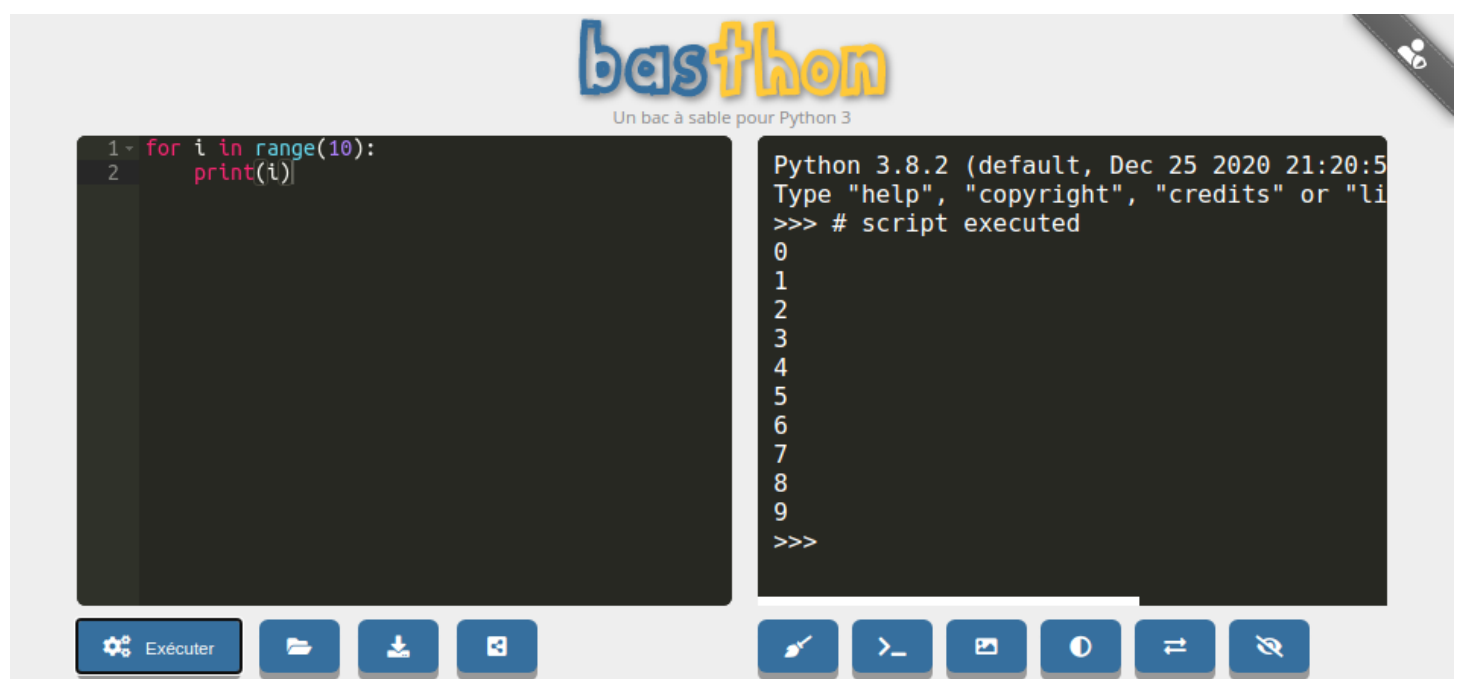 basthon
Un bac à sable pour Python 3
1 for i in range(10):
2     print(i)
Python 3.8.2 (default, Dec 25 2020 21:20:5
Type "help", "copyright", "credits" or "li
>>> # script executed
0
1
2
3
4
5
6
7
8
9
>>>
Exécuter